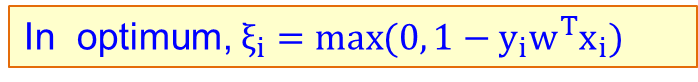 In optimum, ξᵢ = max(0, 1 − yᵢwᵀxᵢ)